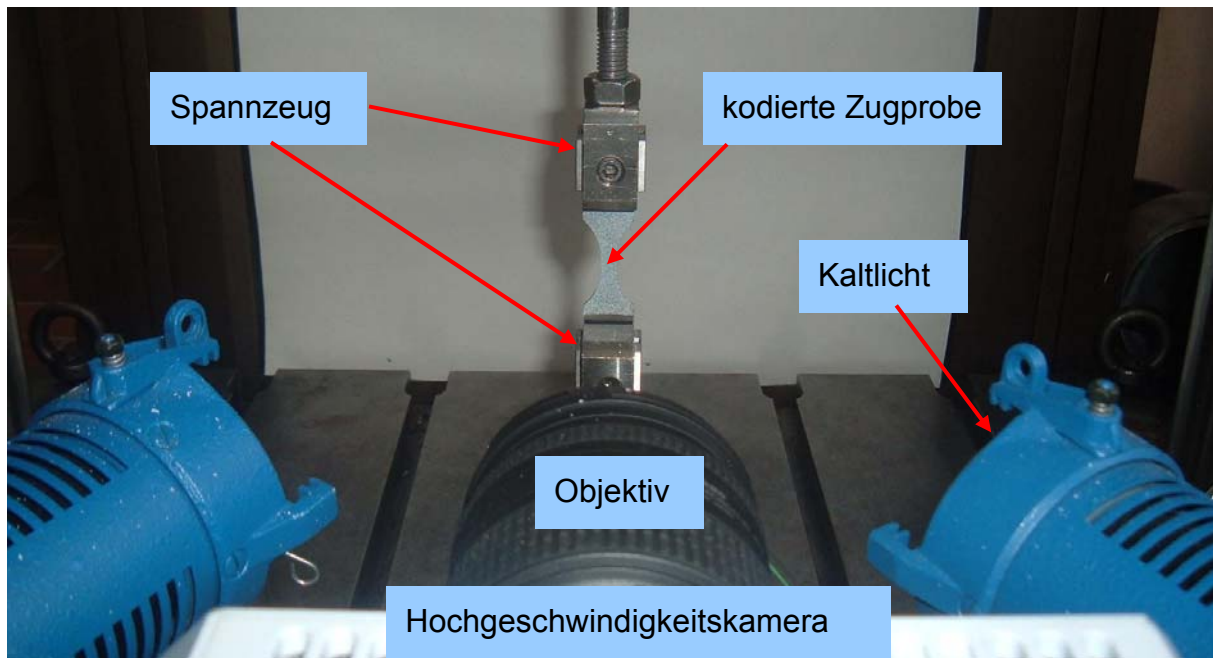 Spannzeug
kodierte Zugprobe
Kaltlicht
Objektiv
Hochgeschwindigkeitskamera